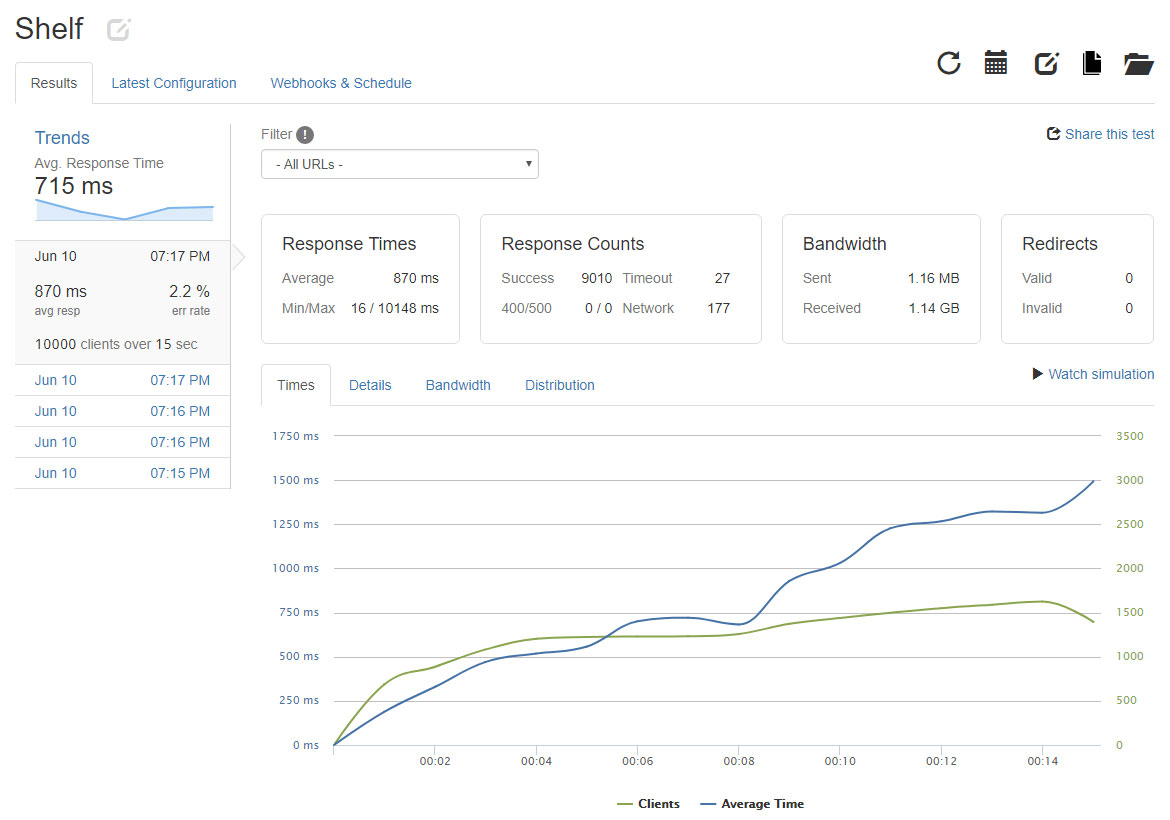 Shelf
Results Latest Configuration Webhooks & Schedule
Trends
Avg. Response Time
715 ms
Jun 10 07:17 PM
870 ms 2.2 %
avg resp err rate
10000 clients over 15 sec
Jun 10 07:17 PM
Jun 10 07:16 PM
Jun 10 07:16 PM
Jun 10 07:15 PM
Filter !
Share this test
- All URLs -
Response Times
Average 870 ms
Min/Max 16 / 10148 ms
Response Counts
Success 9010 Timeout 27
400/500 0 / 0 Network 177
Bandwidth
Sent 1.16 MB
Received 1.14 GB
Redirects
Valid 0
Invalid 0
Times Details Bandwidth Distribution
Watch simulation
1750 ms 3500
1500 ms 3000
1250 ms 2500
1000 ms 2000
750 ms 1500
500 ms 1000
250 ms 500
0 ms 0
00:02 00:04 00:06 00:08 00:10 00:12 00:14
Clients Average Time